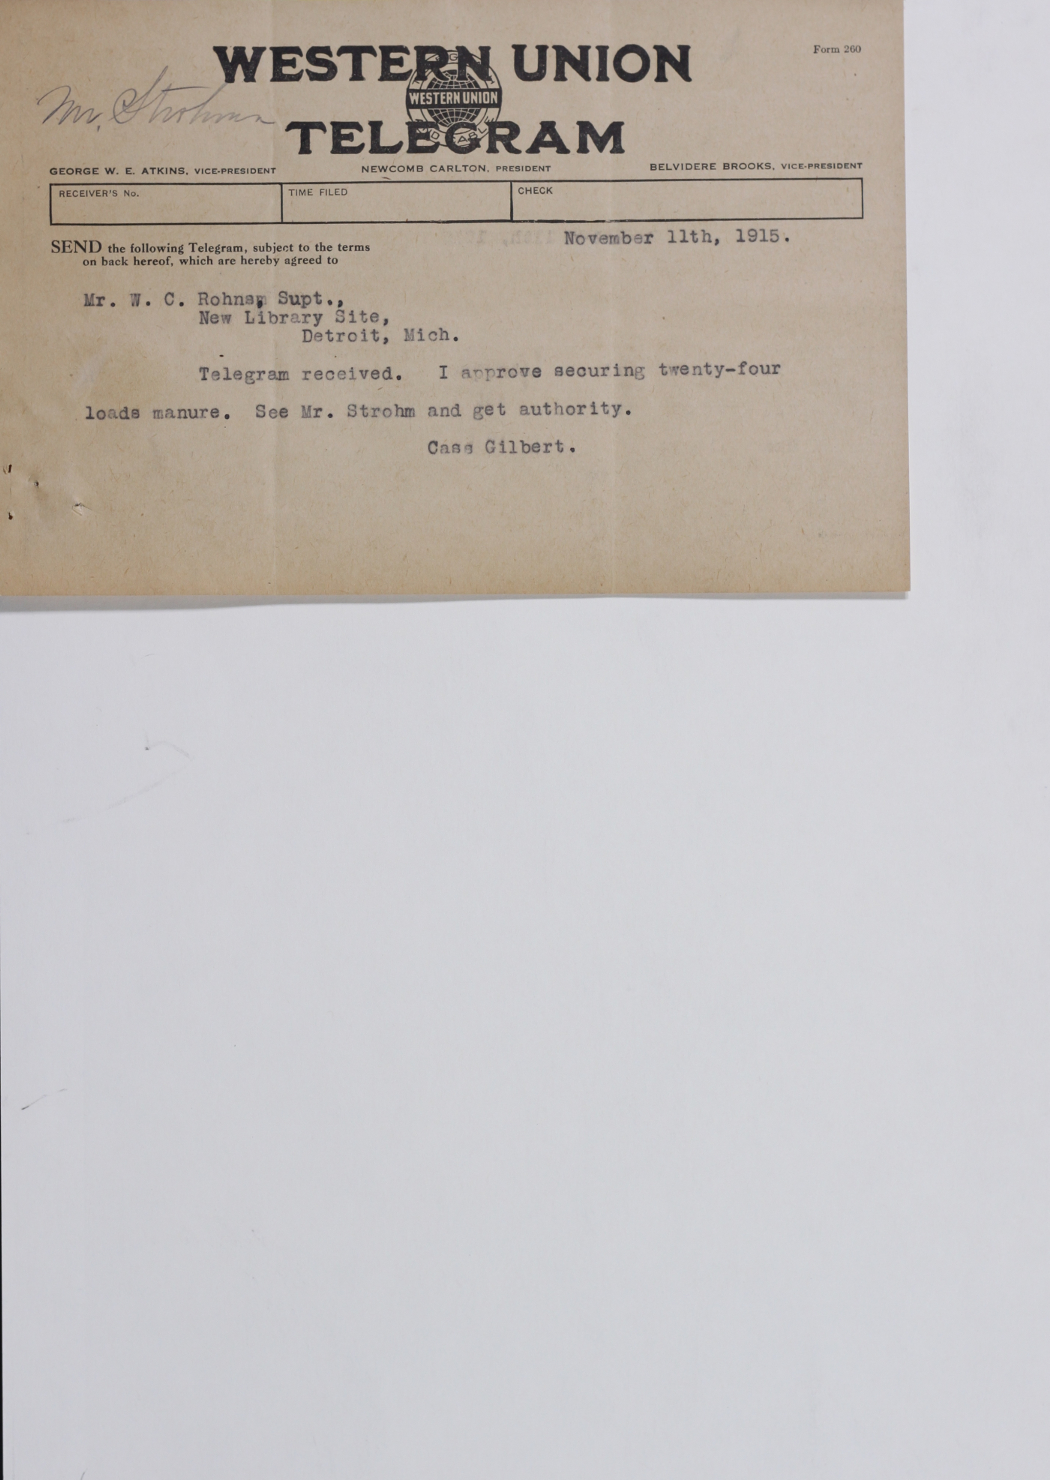 Form 260
WESTERN UNION
WESTERN UNION
TELEGRAM
Mr. Strohm
GEORGE W. E. ATKINS, VICE-PRESIDENT NEWCOMB CARLTON, PRESIDENT BELVIDERE BROOKS, VICE-PRESIDENT
RECEIVER'S No. TIME FILED CHECK
SEND the following Telegram, subject to the terms
on back hereof, which are hereby agreed to
November 11th, 1915.
Mr. W. C. Rohns, Supt.,
New Library Site,
Detroit, Mich.
Telegram received. I approve securing twenty-four
loads manure. See Mr. Strohm and get authority.
Cass Gilbert.